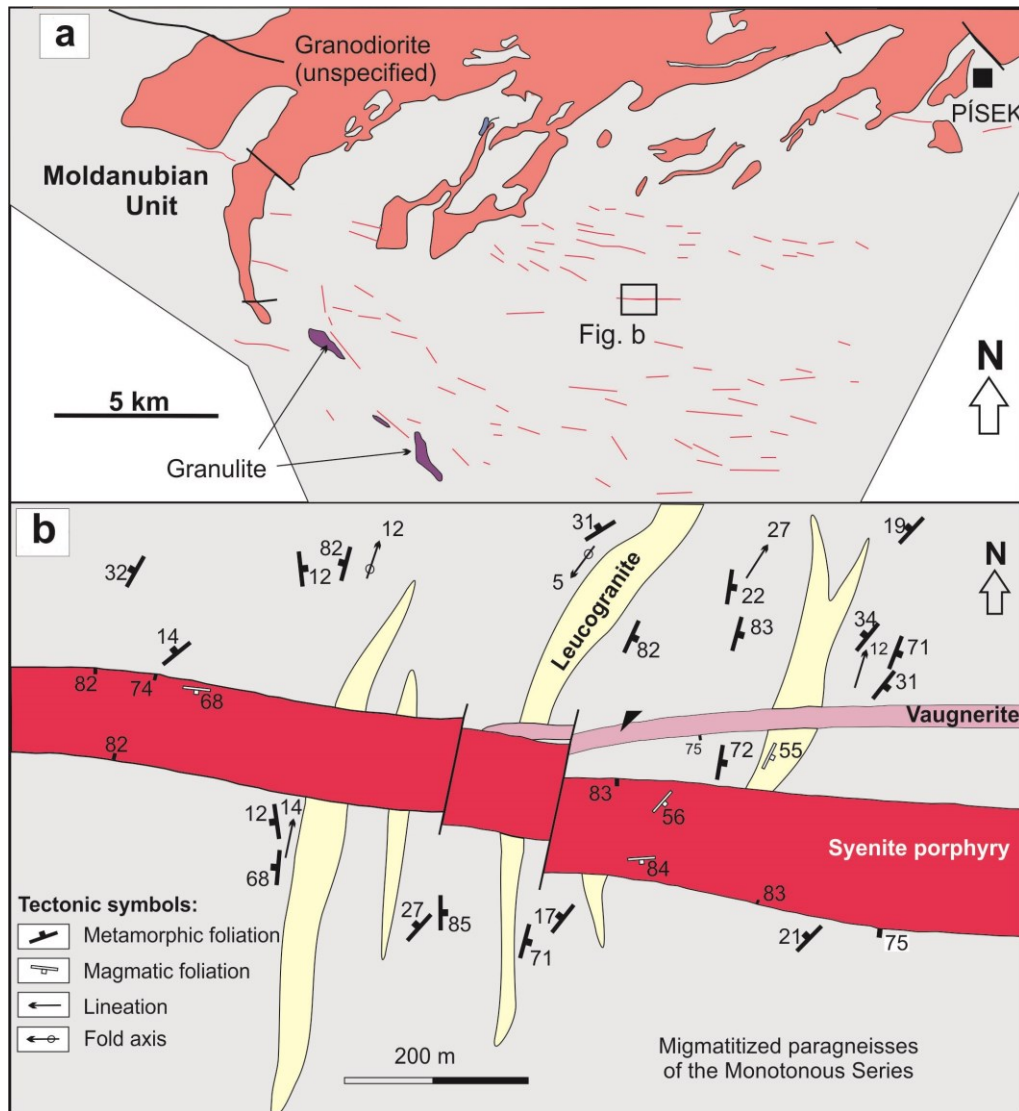 a
Granodiorite
(unspecified)
PÍSEK
Moldanubian
Unit
Fig. b
5 km
N
Granulite
b
N
12
31
27
19
82
32
12
5
22
14
Leucogranite
82
83
34
12
71
31
82
74
68
Vaugnerite
75
72
55
82
83
56
12
14
Syenite porphyry
84
68
83
Tectonic symbols:
27
85
17
21
75
71
Metamorphic foliation
Magmatic foliation
Lineation
Fold axis
200 m
Migmatitized paragneisses
of the Monotonous Series